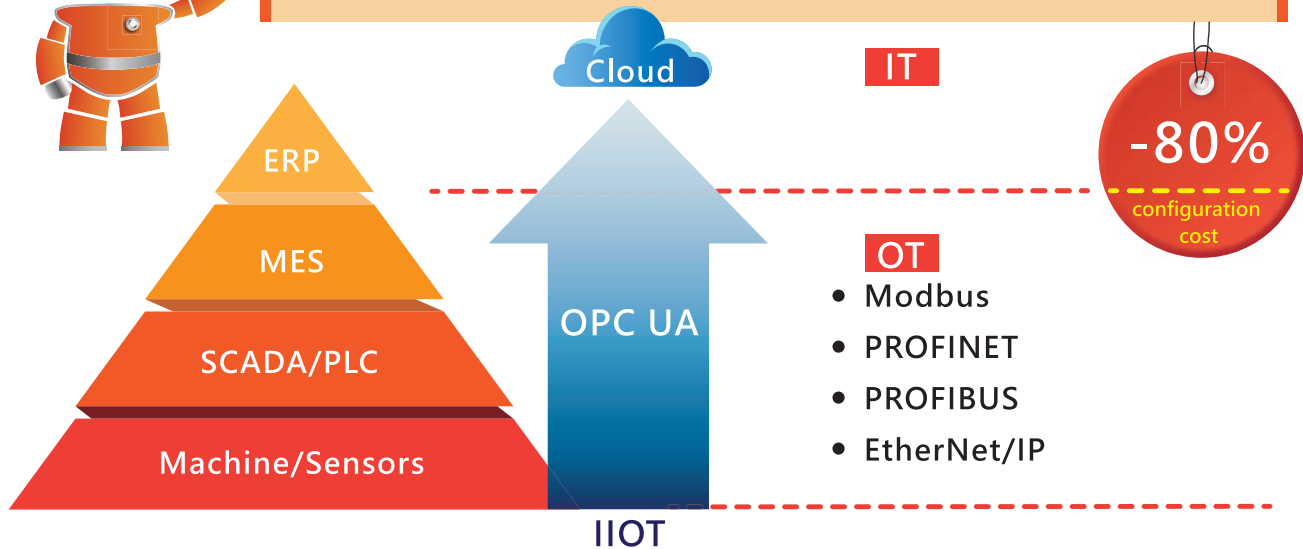 Cloud
IT
-80%
configuration
cost
ERP
MES
SCADA/PLC
Machine/Sensors
OPC UA
IIOT
OT
• Modbus
• PROFINET
• PROFIBUS
• EtherNet/IP